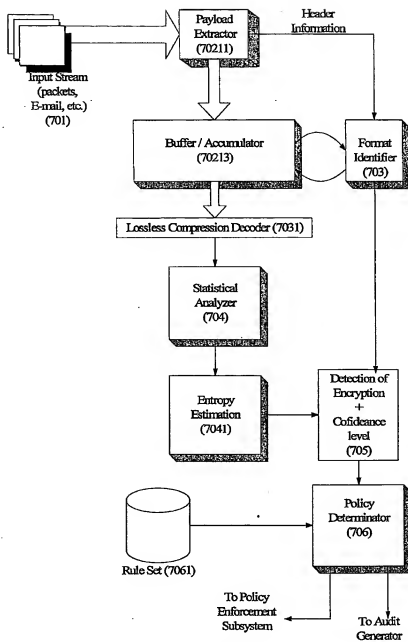 Payload
Extractor
(70211)
Header
Information
Input Stream
(packets,
E-mail, etc.)
(701)
Buffer / Accumulator
(70213)
Format
Identifier
(703)
Lossless Compression Decoder (7031)
Statistical
Analyzer
(704)
Entropy
Estimation
(7041)
Detection of
Encryption
+
Cofideance
level
(705)
Policy
Determinator
(706)
Rule Set (7061)
To Policy
Enforcement
Subsystem
To Audit
Generator